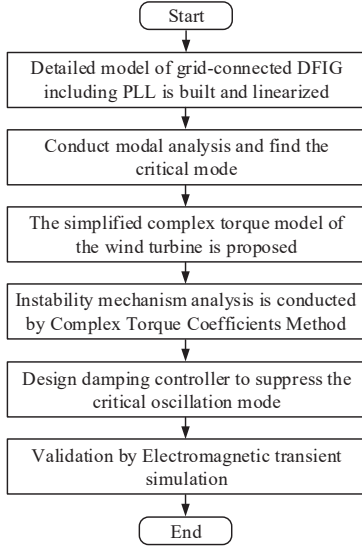 Start
Detailed model of grid-connected DFIG
including PLL is built and linearized
Conduct modal analysis and find the
critical mode
The simplified complex torque model of
the wind turbine is proposed
Instability mechanism analysis is conducted
by Complex Torque Coefficients Method
Design damping controller to suppress the
critical oscillation mode
Validation by Electromagnetic transient
simulation
End